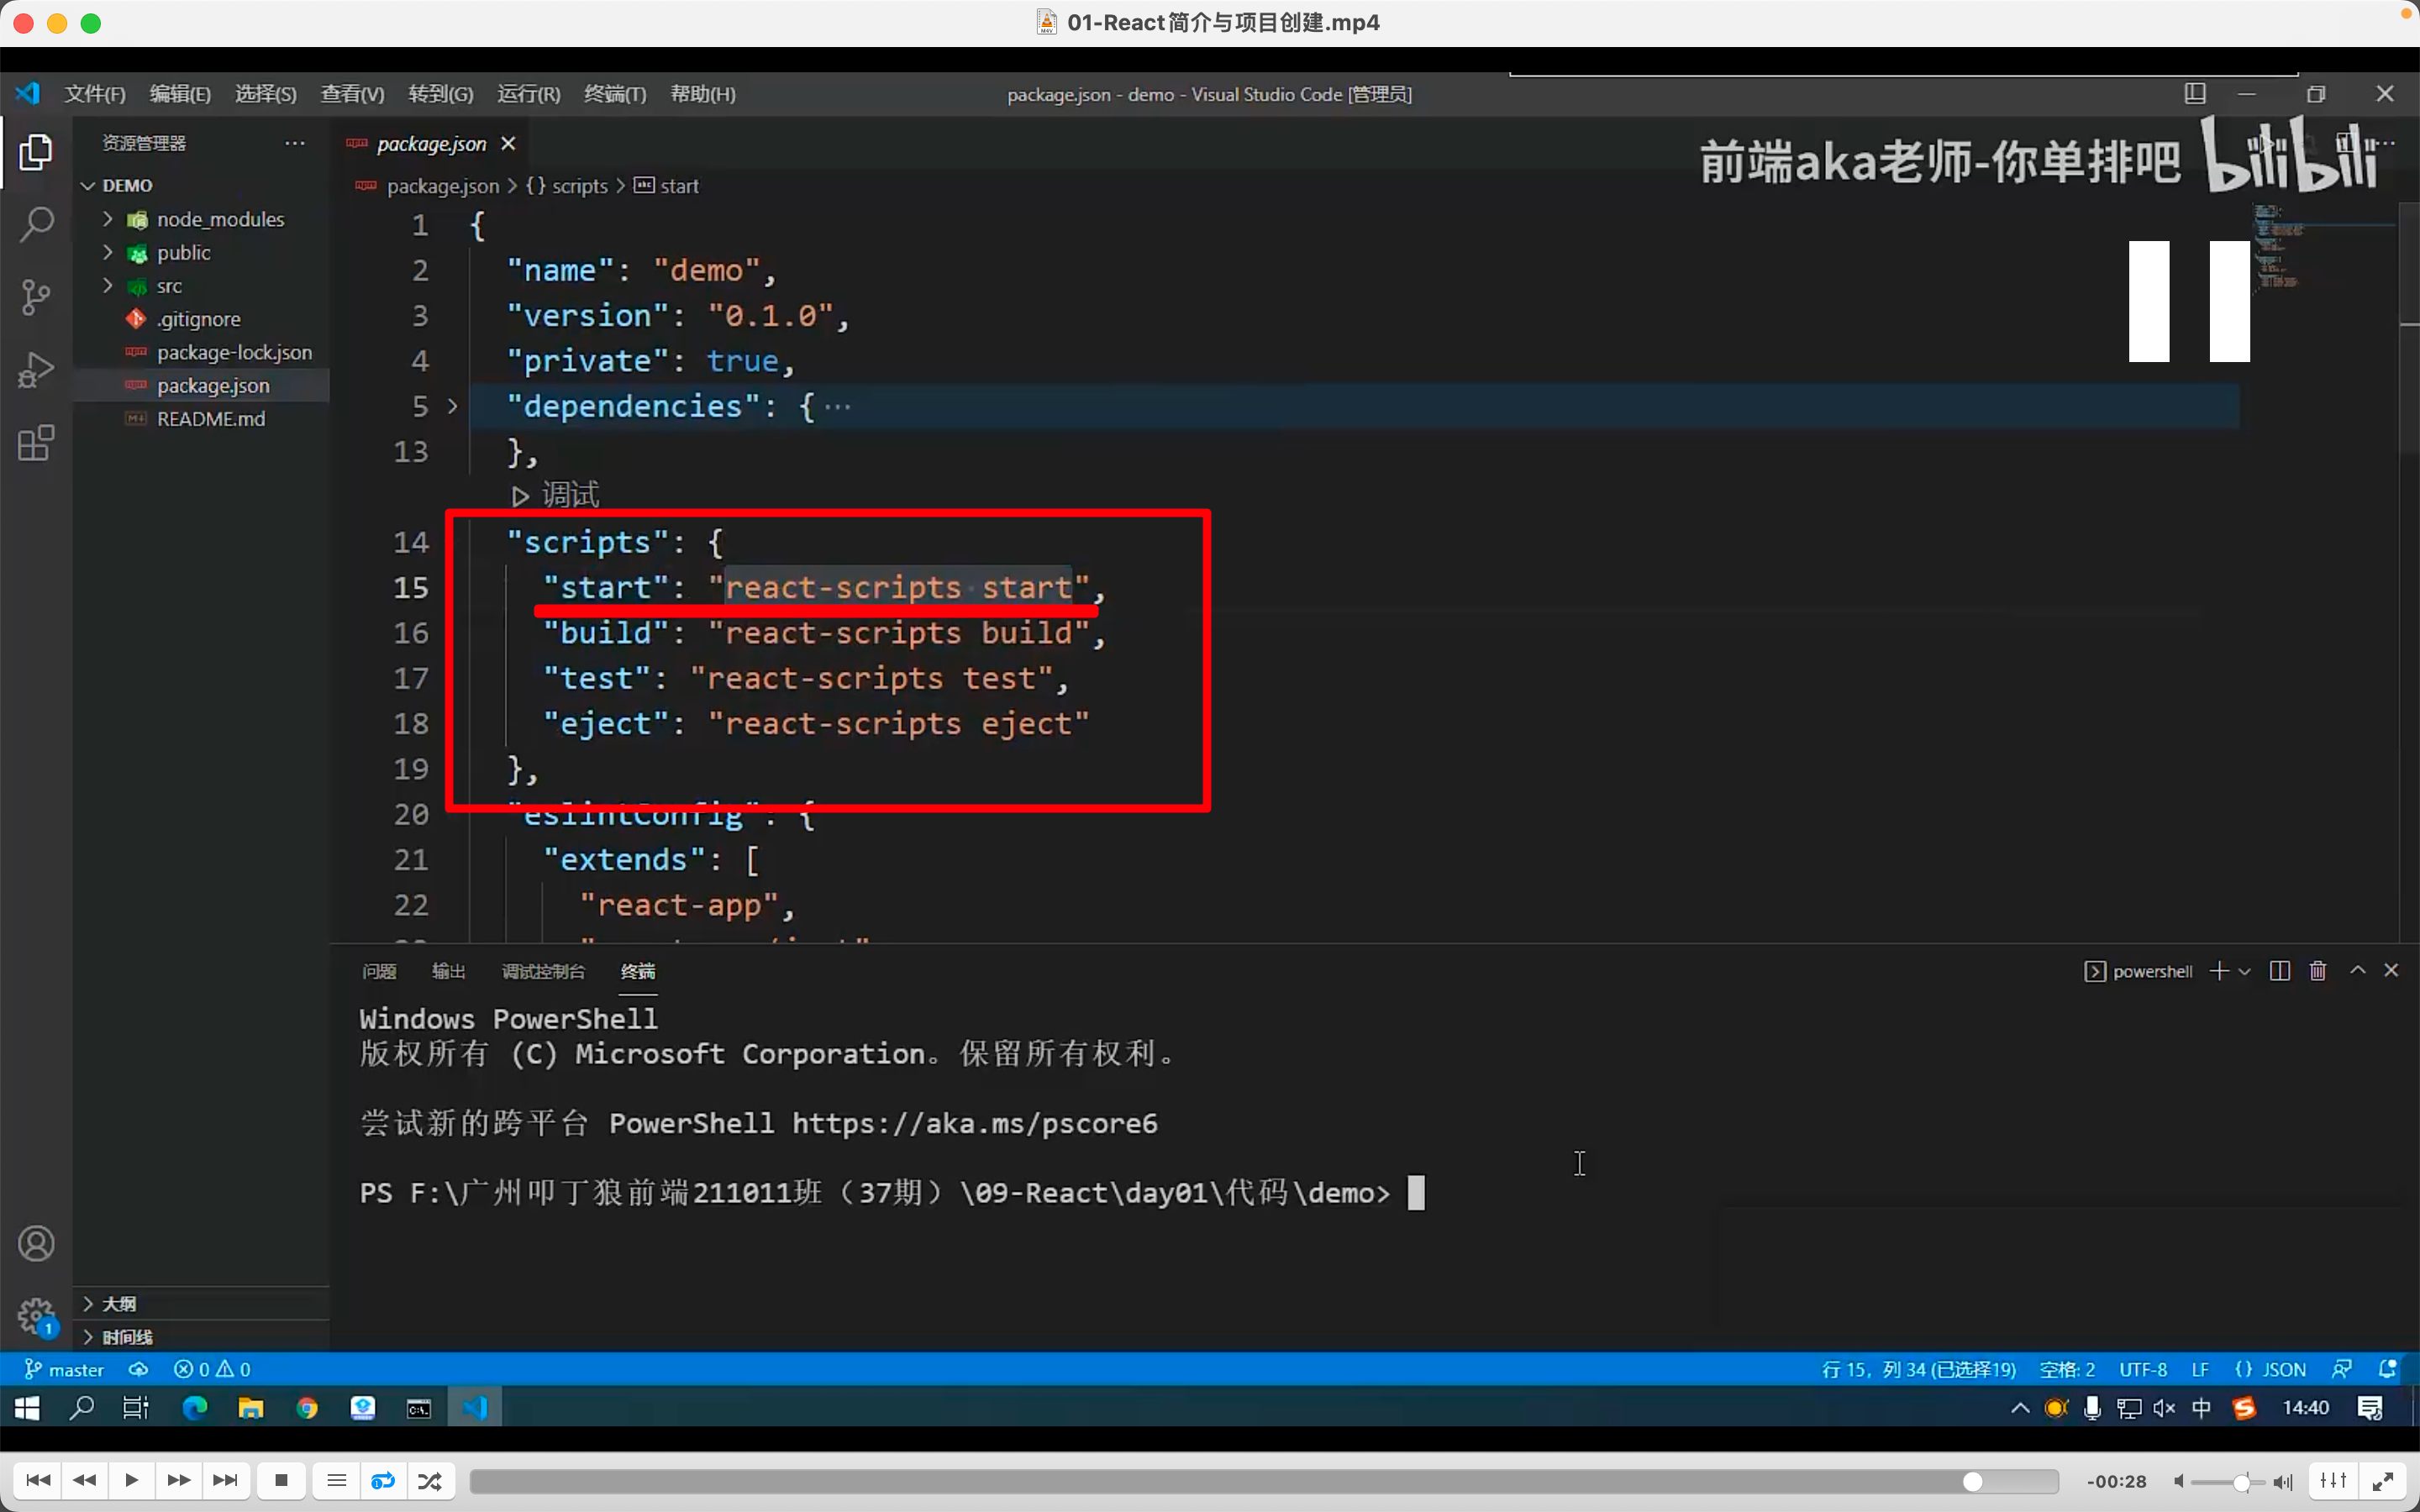 01-React简介与项目创建.mp4
文件(F) 编辑(E) 选择(S) 查看(V) 转到(G) 运行(R) 终端(T) 帮助(H)
package.json - demo - Visual Studio Code [管理员]
资源管理器
package.json
前端aka老师-你单排吧 bilibili
DEMO
node_modules
public
src
.gitignore
package-lock.json
package.json
README.md
package.json > {} scripts > start
1 {
2 "name": "demo",
3 "version": "0.1.0",
4 "private": true,
5 "dependencies": {···
13 },
调试
14 "scripts": {
15 "start": "react-scripts start",
16 "build": "react-scripts build",
17 "test": "react-scripts test",
18 "eject": "react-scripts eject"
19 },
20 "eslintConfig": {
21 "extends": [
22 "react-app",
问题 输出 调试控制台 终端
powershell
Windows PowerShell
版权所有 (C) Microsoft Corporation。保留所有权利。
尝试新的跨平台 PowerShell https://aka.ms/pscore6
PS F:\广州叩丁狼前端211011班（37期）\09-React\day01\代码\demo>
大纲
1
时间线
master 0 0
行 15，列 34 (已选择19) 空格: 2 UTF-8 LF {} JSON
中 14:40
-00:28